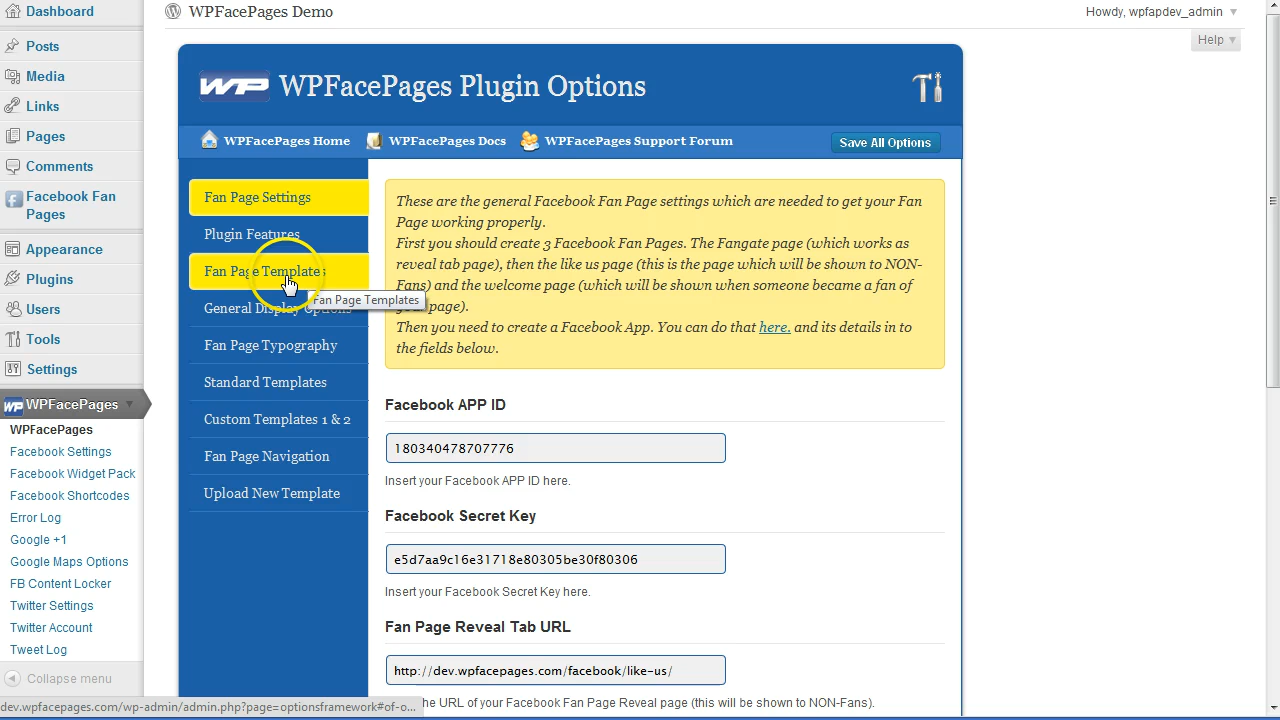 Dashboard
Posts
Media
Links
Pages
Comments
Facebook Fan
Pages
Appearance
Plugins
Users
Tools
Settings
WPFacePages
WPFacePages
Facebook Settings
Facebook Widget Pack
Facebook Shortcodes
Error Log
Google +1
Google Maps Options
FB Content Locker
Twitter Settings
Twitter Account
Tweet Log
Collapse menu
WPFacePages Demo
Howdy, wpfapdev_admin
Help
WP WPFacePages Plugin Options
WPFacePages Home
WPFacePages Docs
WPFacePages Support Forum
Save All Options
Fan Page Settings
Plugin Features
Fan Page Templates
Fan Page Templates
General Display Options
Fan Page Typography
Standard Templates
Custom Templates 1 & 2
Fan Page Navigation
Upload New Template
These are the general Facebook Fan Page settings which are needed to get your Fan
Page working properly.
First you should create 3 Facebook Fan Pages. The Fangate page (which works as
reveal tab page), then the like us page (this is the page which will be shown to NON-
Fans) and the welcome page (which will be shown when someone became a fan of
page).
Then you need to create a Facebook App. You can do that here. and its details in to
the fields below.
Facebook APP ID
180340478707776
Insert your Facebook APP ID here.
Facebook Secret Key
e5d7aa9c16e31718e80305be30f80306
Insert your Facebook Secret Key here.
Fan Page Reveal Tab URL
http://dev.wpfacepages.com/facebook/like-us/
he URL of your Facebook Fan Page Reveal page (this will be shown to NON-Fans).
dev.wpfacepages.com/wp-admin/admin.php?page=optionsframework#of-o...